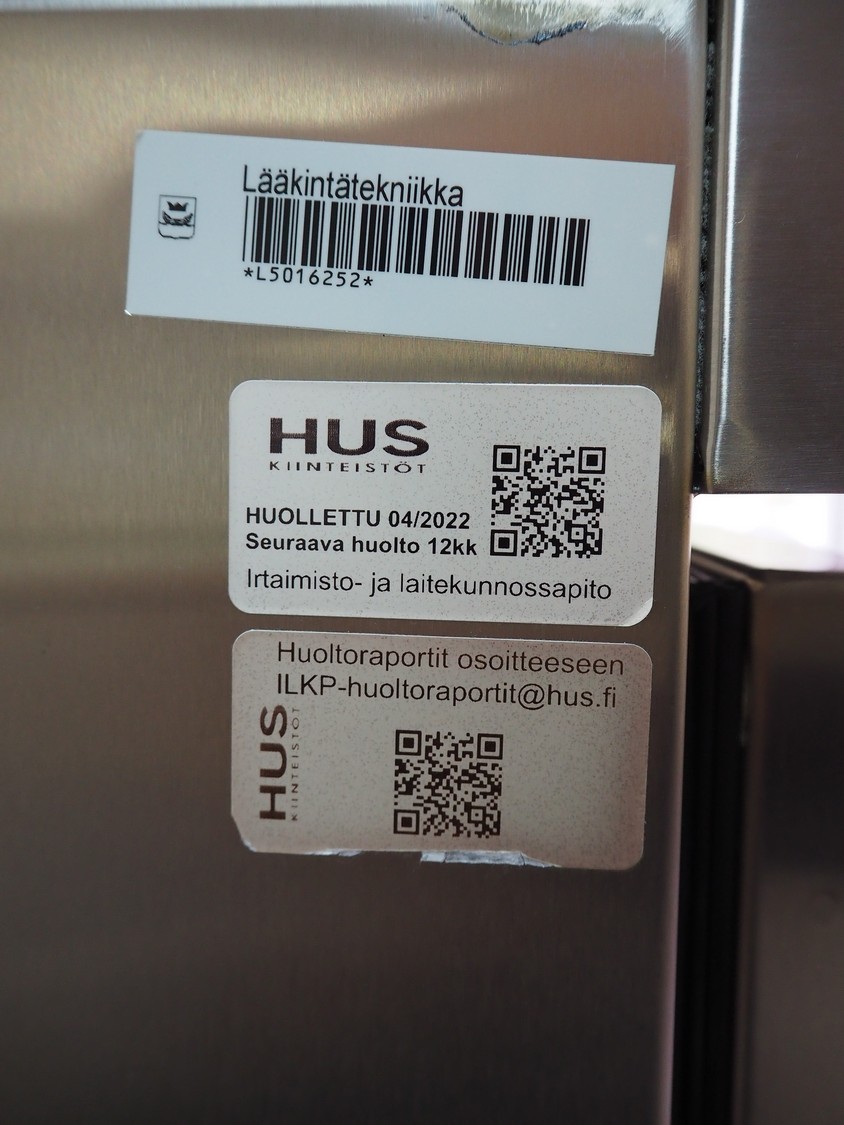 Lääkintätekniikka
*L5016252*
HUS
KIINTEISTÖT
HUOLLETTU 04/2022
Seuraava huolto 12kk
Irtaimisto- ja laitekunnossapito
Huoltoraportit osoitteeseen
ILKP-huoltoraportit@hus.fi
HUS
KIINTEISTÖT